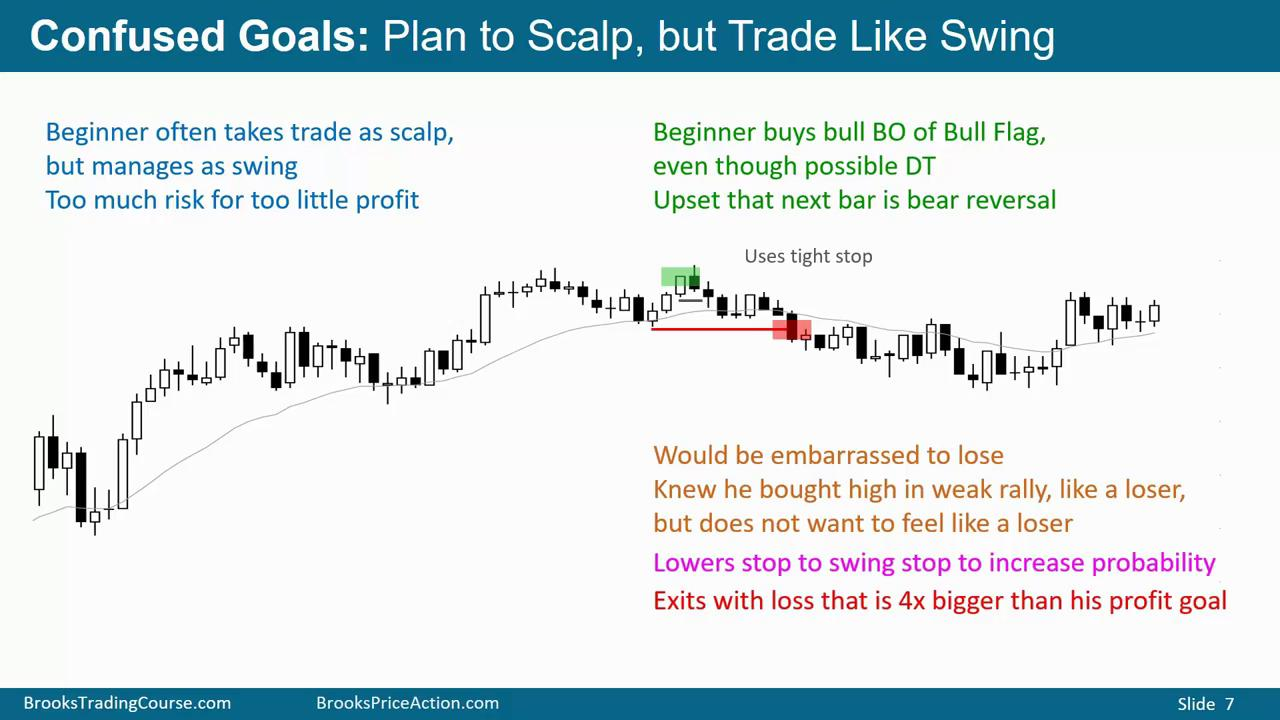 Confused Goals: Plan to Scalp, but Trade Like Swing
Beginner often takes trade as scalp,
but manages as swing
Too much risk for too little profit
Beginner buys bull BO of Bull Flag,
even though possible DT
Upset that next bar is bear reversal
Uses tight stop
Would be embarrassed to lose
Knew he bought high in weak rally, like a loser,
but does not want to feel like a loser
Lowers stop to swing stop to increase probability
Exits with loss that is 4x bigger than his profit goal
BrooksTradingCourse.com
BrooksPriceAction.com
Slide 7